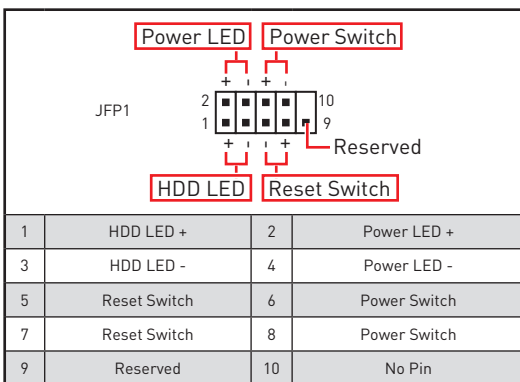 Power LED Power Switch
+ - + -
2 10
JFP1
1 9
+ - - +
Reserved
HDD LED Reset Switch
1 HDD LED + 2 Power LED +
3 HDD LED - 4 Power LED -
5 Reset Switch 6 Power Switch
7 Reset Switch 8 Power Switch
9 Reserved 10 No Pin